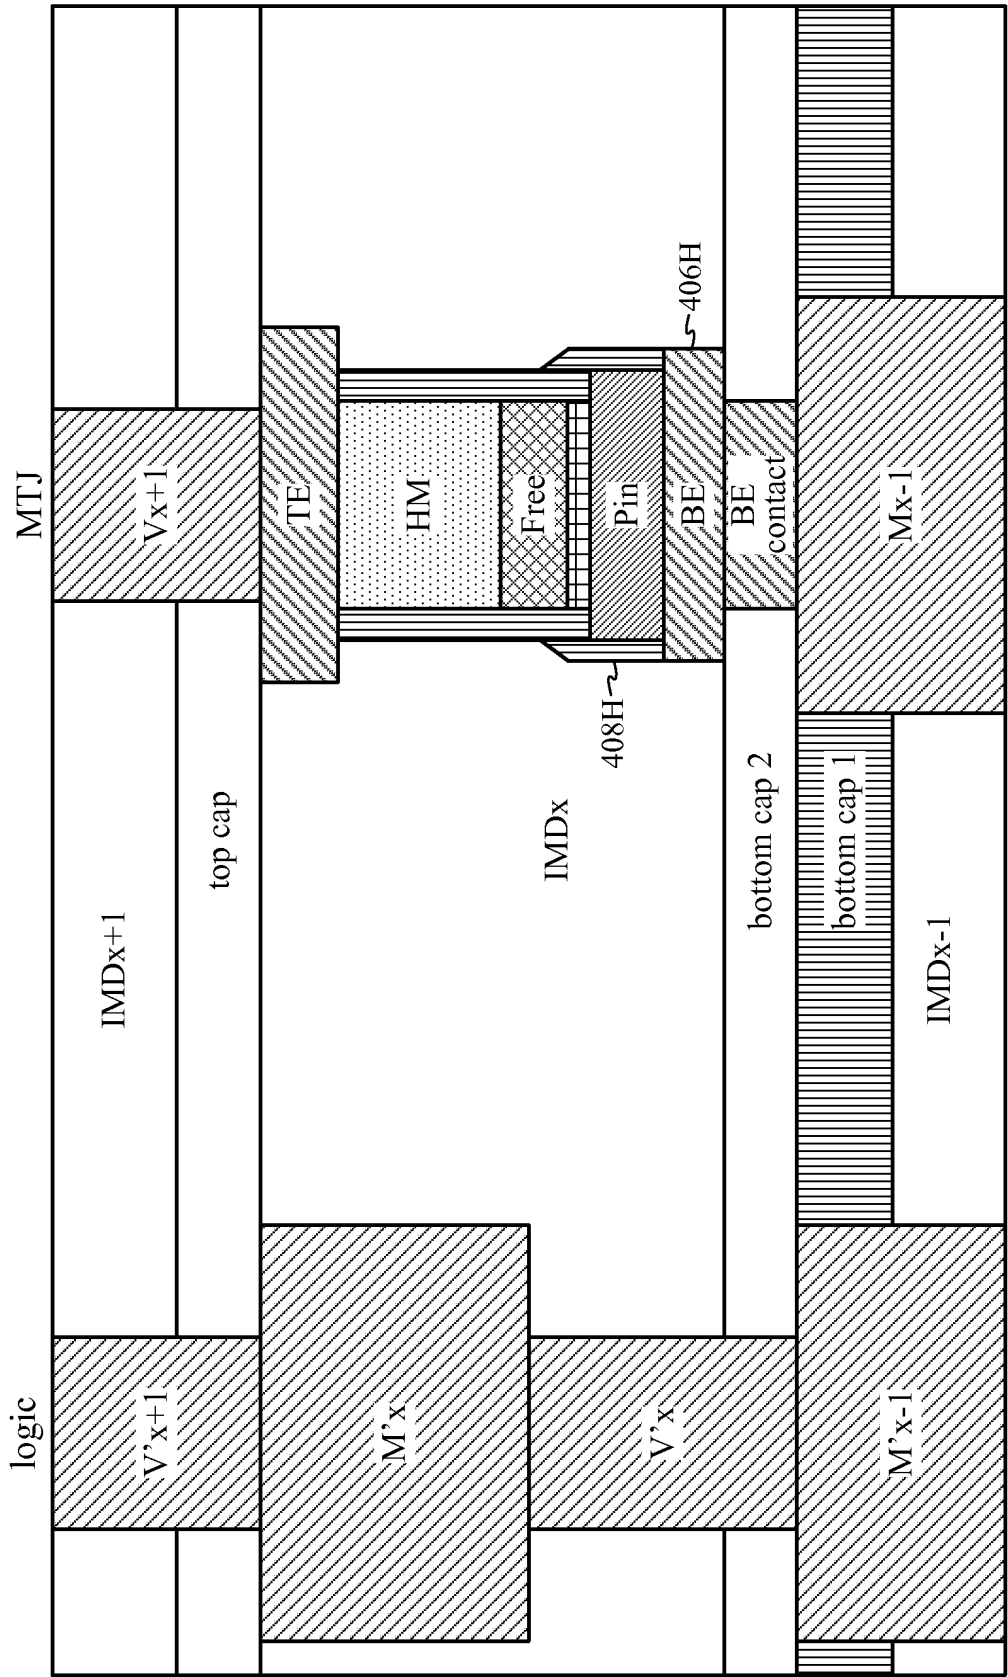 logic
MTJ
V'x+1
IMDx+1
Vx+1
top cap
TE
M'x
HM
Free
IMDx
Pin
408H
406H
V'x
BE
bottom cap 2
BE
contact
bottom cap 1
M'x-1
IMDx-1
Mx-1